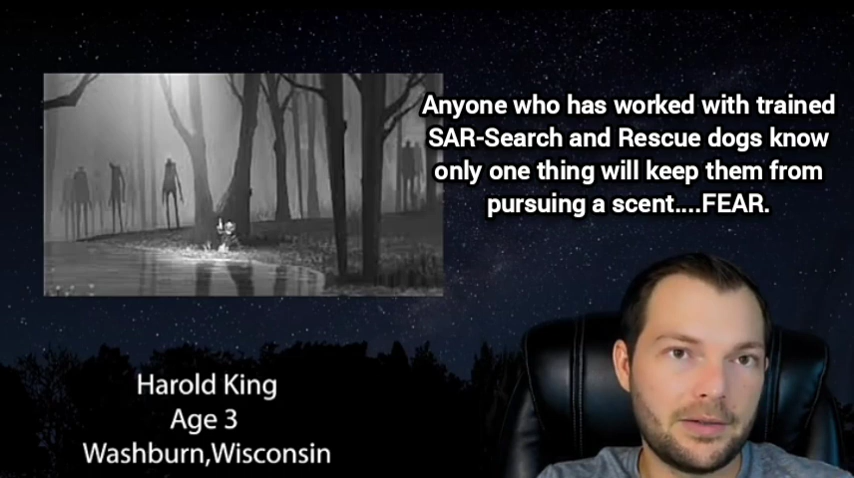 Anyone who has worked with trained
SAR-Search and Rescue dogs know
only one thing will keep them from
pursuing a scent....FEAR.
Harold King
Age 3
Washburn,Wisconsin